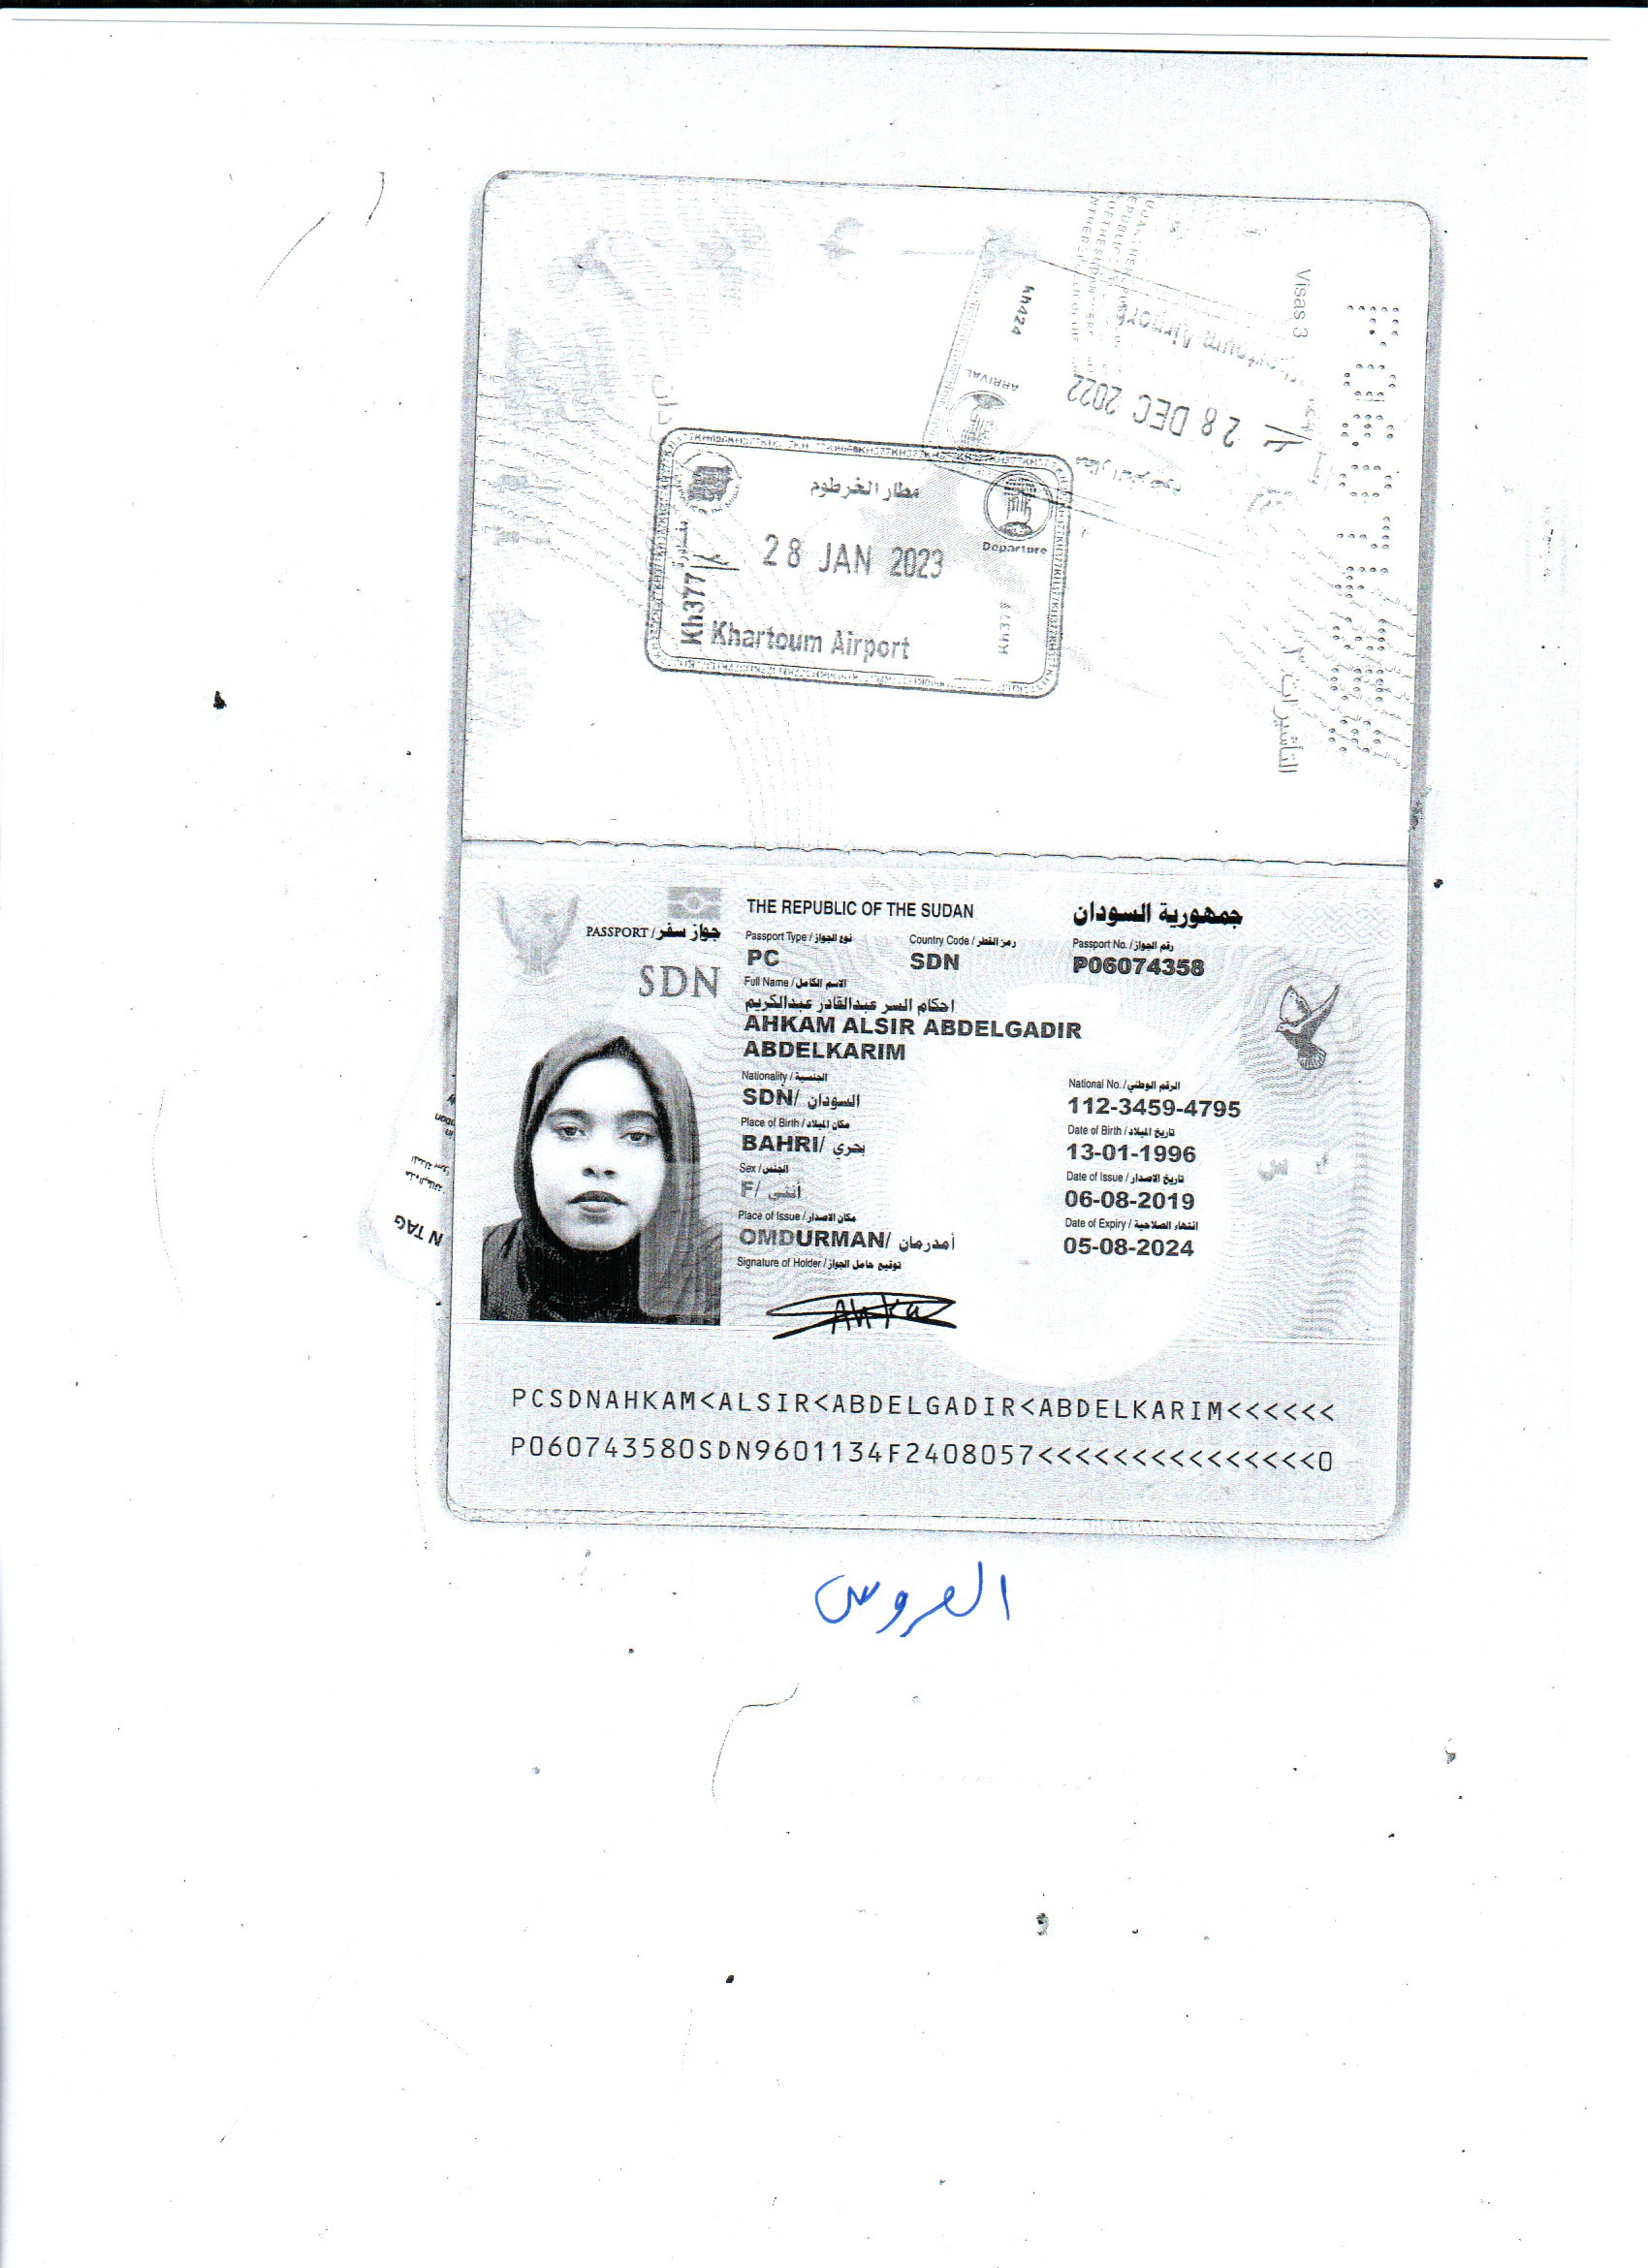 Visas 3
التأشيرات ٣
kh424
ARRIVAL
28 DEC 2022
مطار الخرطوم
Departure
28 JAN 2023
Kh377
Khartoum Airport
Kh377
جمهورية السودان
THE REPUBLIC OF THE SUDAN
PASSPORT / جواز سفر
SDN
Passport Type / نوع الجواز
PC
Country Code / رمز القطر
SDN
Passport No. / رقم الجواز
P06074358
Full Name / الاسم الكامل
احكام السر عبدالقادر عبدالكريم
AHKAM ALSIR ABDELGADIR
ABDELKARIM
Nationality / الجنسية
SDN/ السودان
National No. / الرقم الوطني
112-3459-4795
Place of Birth / مكان الميلاد
BAHRI/ بحري
Date of Birth / تاريخ الميلاد
13-01-1996
Sex / الجنس
F/ أنثى
Date of Issue / تاريخ الاصدار
06-08-2019
Place of Issue / مكان الاصدار
OMDURMAN/ أمدرمان
Date of Expiry / انتهاء الصلاحية
05-08-2024
Signature of Holder / توقيع حامل الجواز
N TAG
PCSDNAHKAM<ALSIR<ABDELGADIR<ABDELKARIM<<<<<<
P060743580SDN9601134F2408057<<<<<<<<<<<<<<<0
العروس